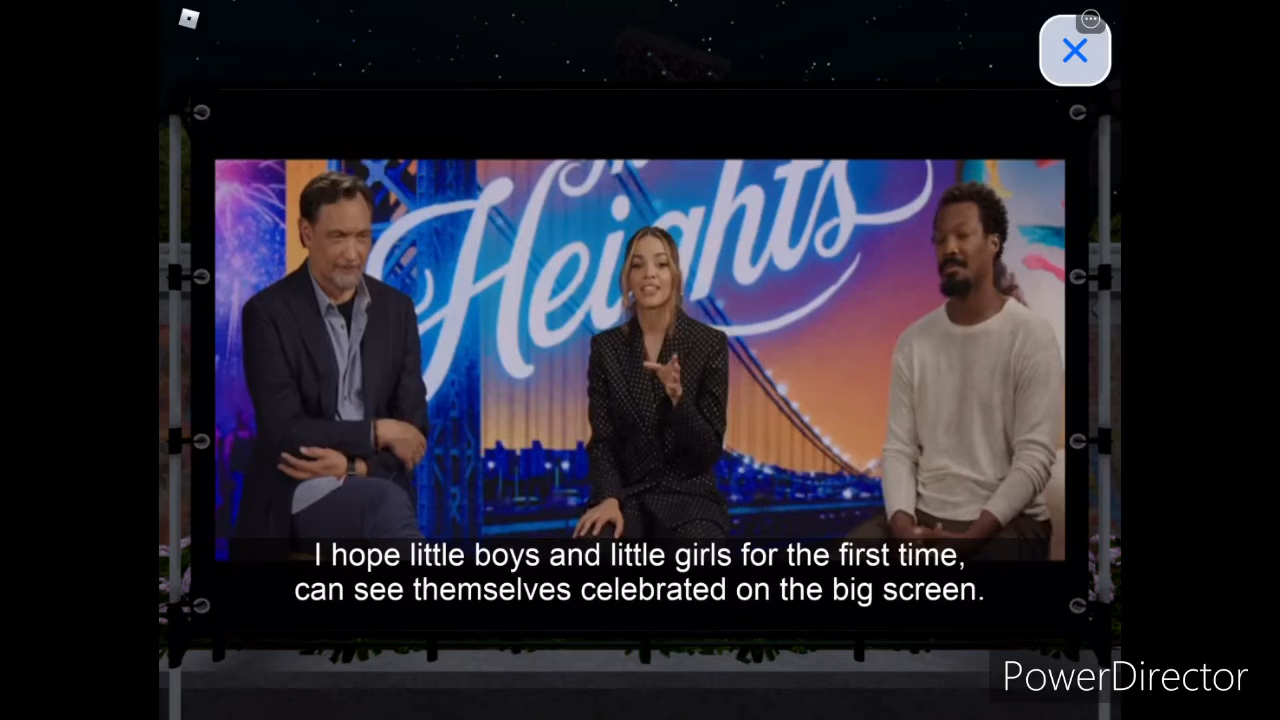 Heights
I hope little boys and little girls for the first time,
can see themselves celebrated on the big screen.
PowerDirector